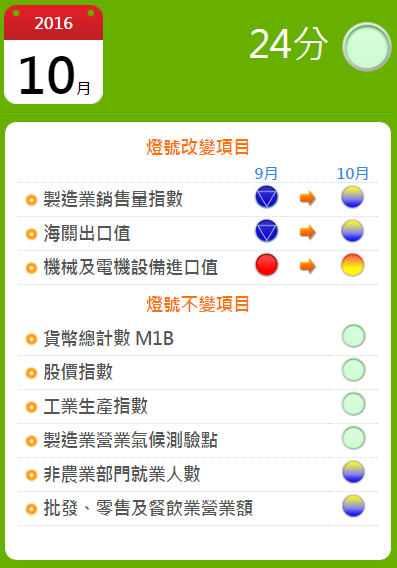 2016
10月
24分
燈號改變項目
9月 10月
製造業銷售量指數
海關出口值
機械及電機設備進口值
燈號不變項目
貨幣總計數 M1B
股價指數
工業生產指數
製造業營業氣候測驗點
非農業部門就業人數
批發、零售及餐飲業營業額